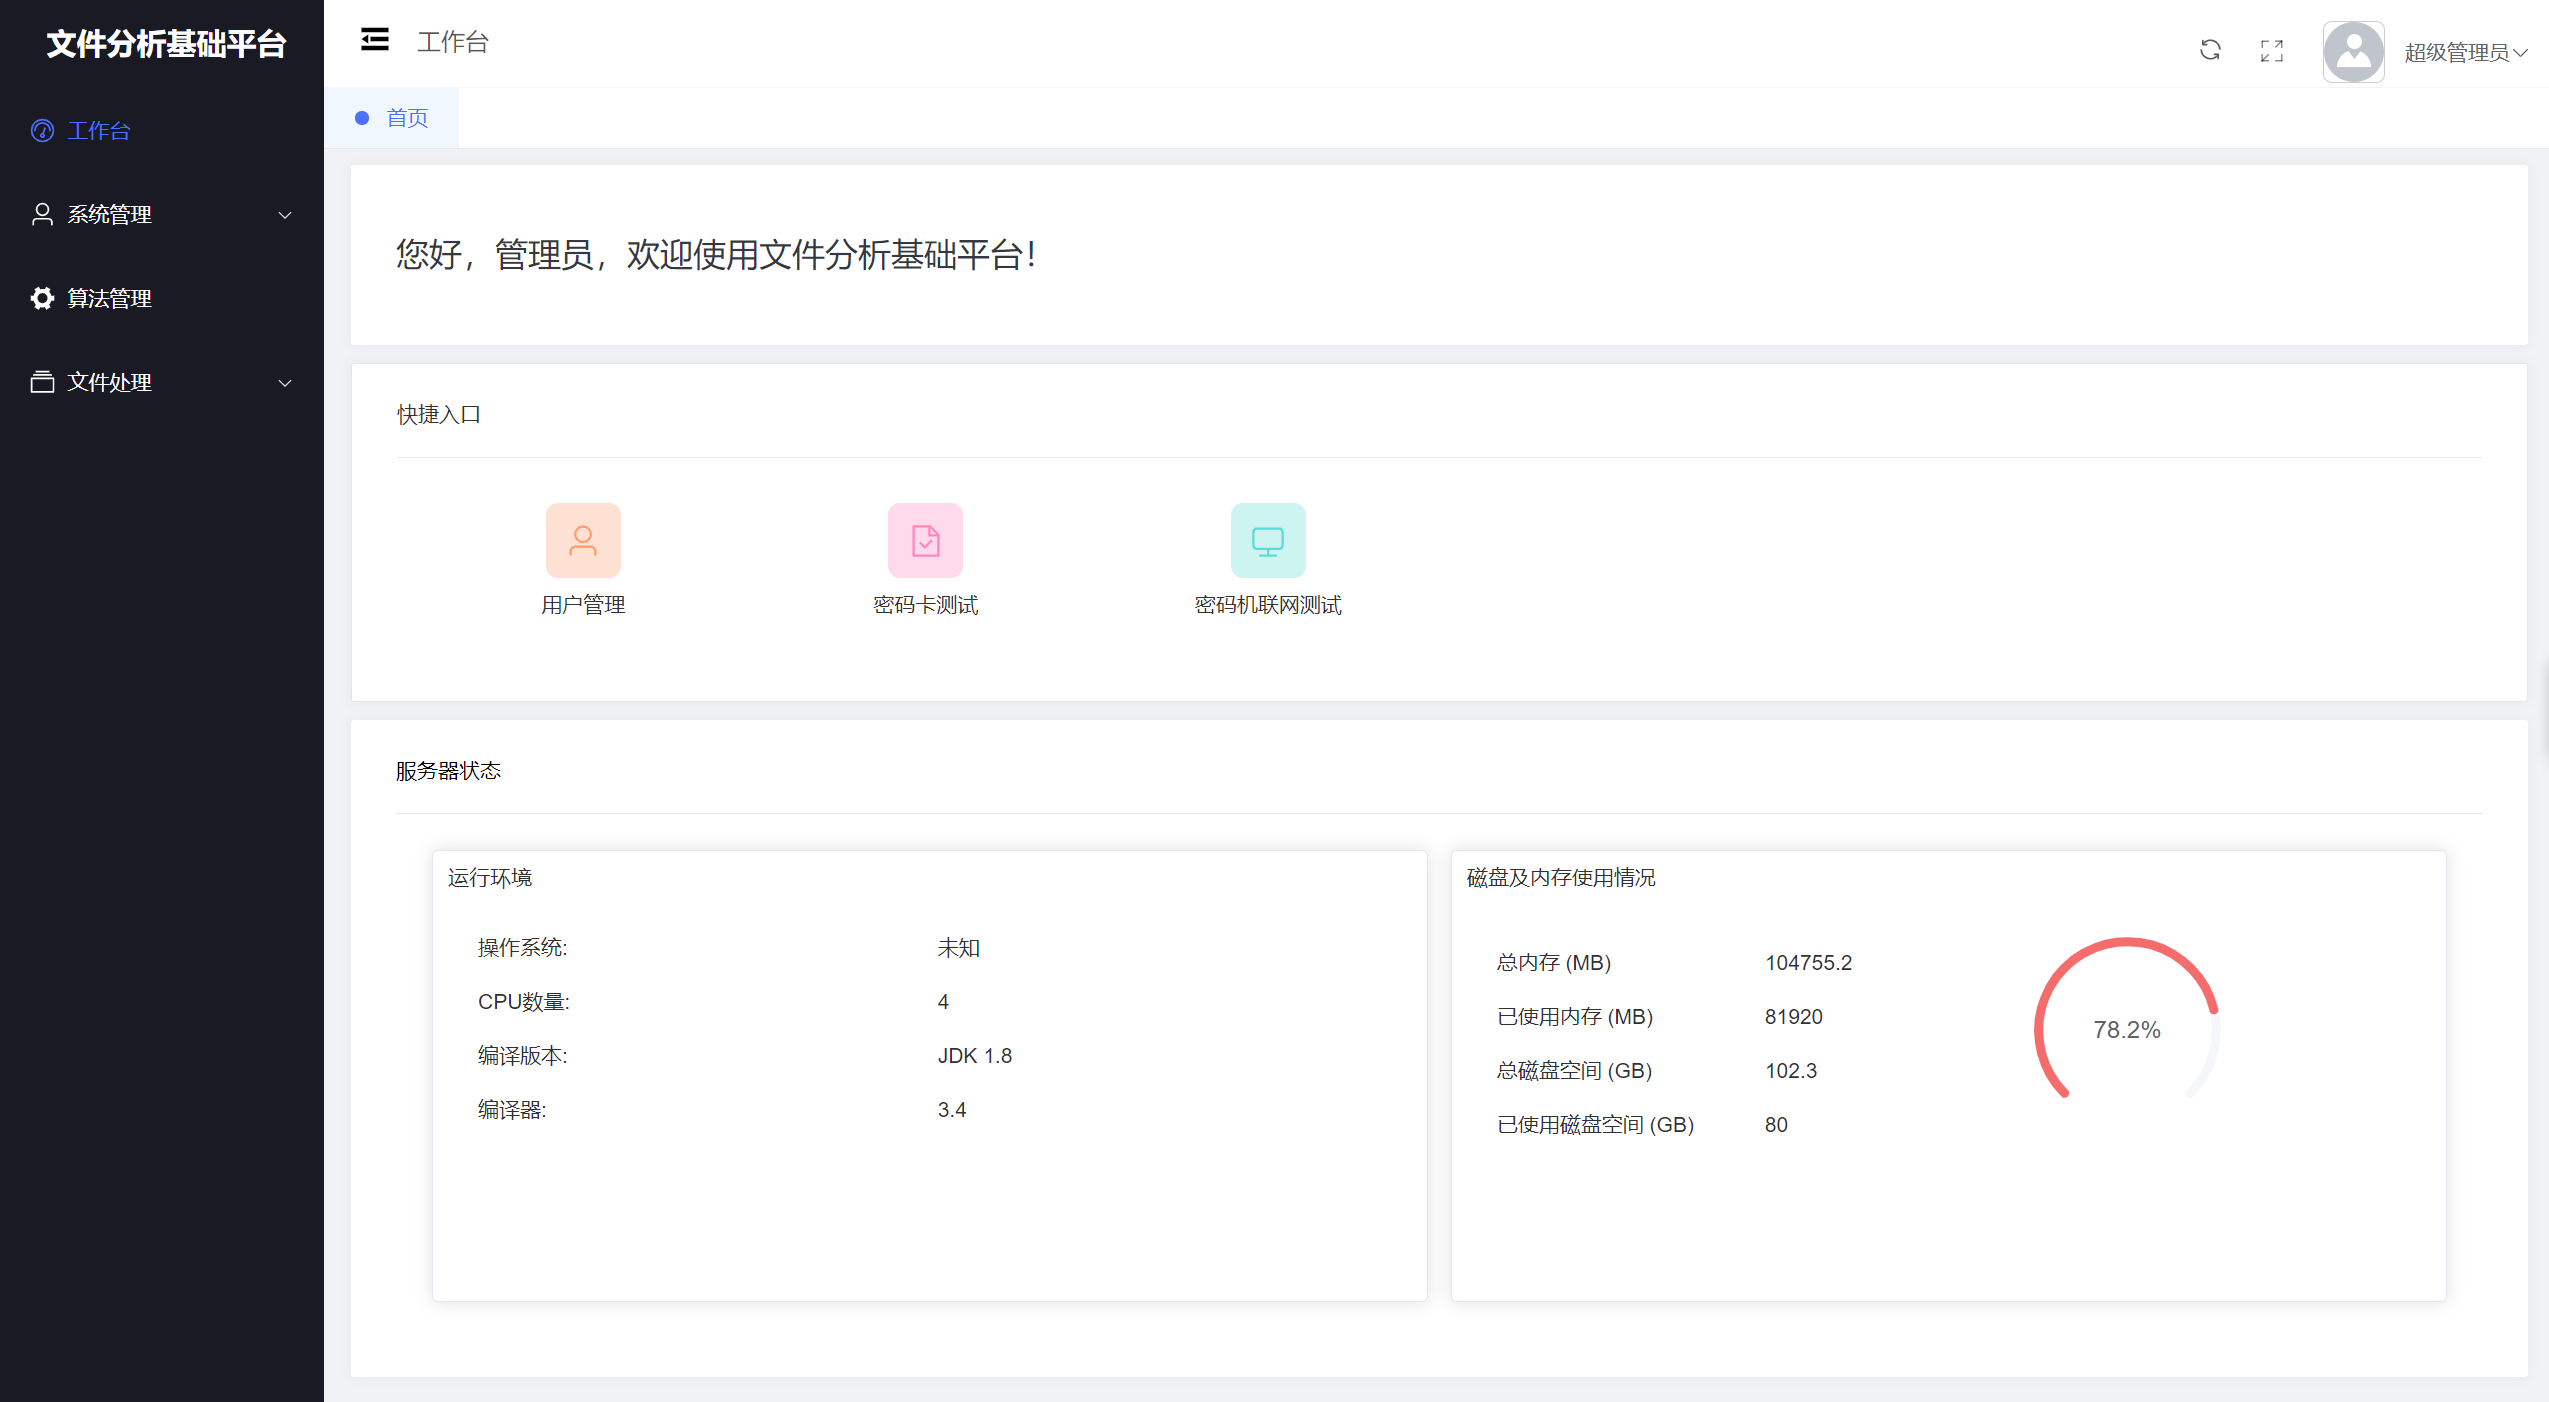 文件分析基础平台
工作台
系统管理
算法管理
文件处理
工作台
超级管理员
首页
您好，管理员，欢迎使用文件分析基础平台！
快捷入口
用户管理
密码卡测试
密码机联网测试
服务器状态
运行环境
操作系统: 未知
CPU数量: 4
编译版本: JDK 1.8
编译器: 3.4
磁盘及内存使用情况
总内存 (MB) 104755.2
已使用内存 (MB) 81920
总磁盘空间 (GB) 102.3
已使用磁盘空间 (GB) 80
78.2%